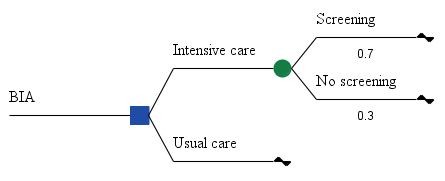 Screening
0.7
Intensive care
No screening
0.3
BIA
Usual care